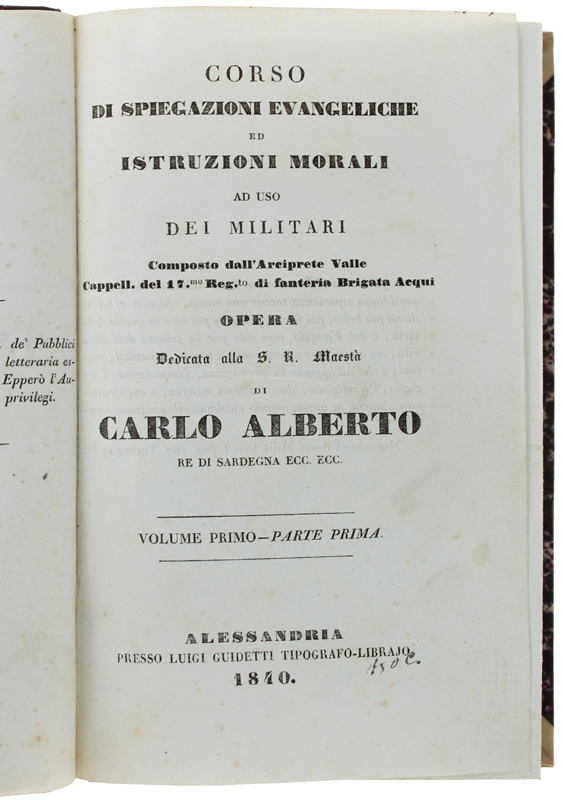 de' Pubblici
letteraria es-
Epperò l'Au-
privilegi.
CORSO
DI SPIEGAZIONI EVANGELICHE
ED
ISTRUZIONI MORALI
AD USO
DEI MILITARI
Composto dall'Arciprete Valle
Cappell. del 17.mo Reg.to di fanteria Brigata Acqui
OPERA
Dedicata alla S. R. Maestà
DI
CARLO ALBERTO
RE DI SARDEGNA ECC. ECC.
VOLUME PRIMO—PARTE PRIMA.
ALESSANDRIA
PRESSO LUIGI GUIDETTI TIPOGRAFO-LIBRAJO
1840.